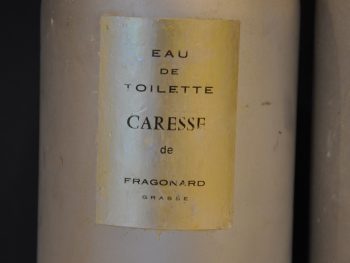 EAU
DE
TOILETTE
CARESSE
de
FRAGONARD
GRASSE